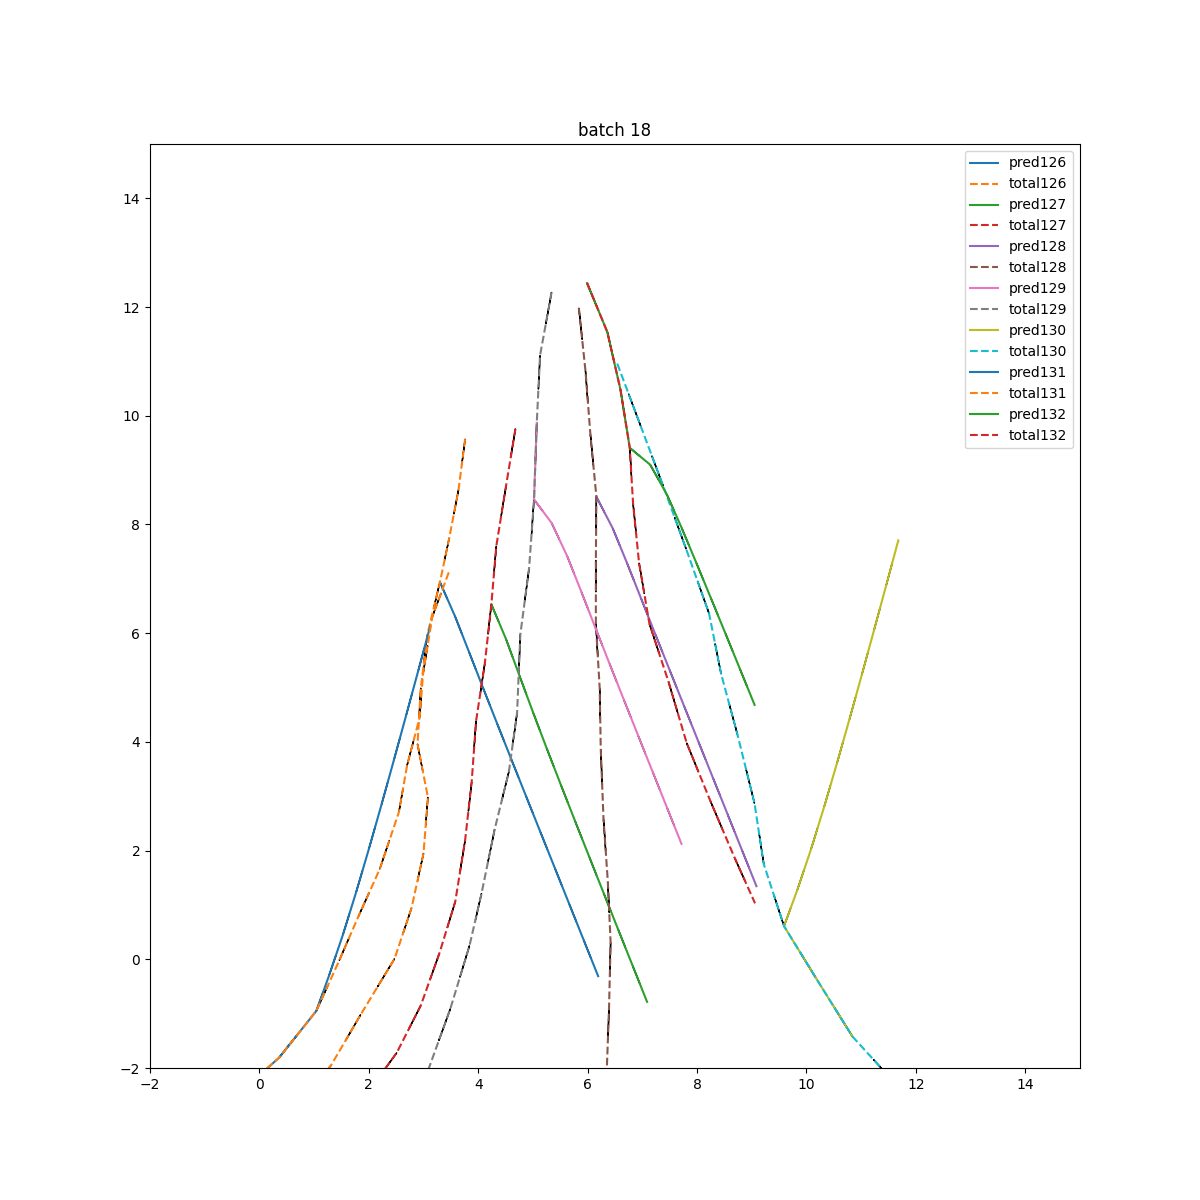 batch 18
pred126
total126
pred127
total127
pred128
total128
pred129
total129
pred130
total130
pred131
total131
pred132
total132
14
12
10
8
6
4
2
0
−2
−2 0 2 4 6 8 10 12 14